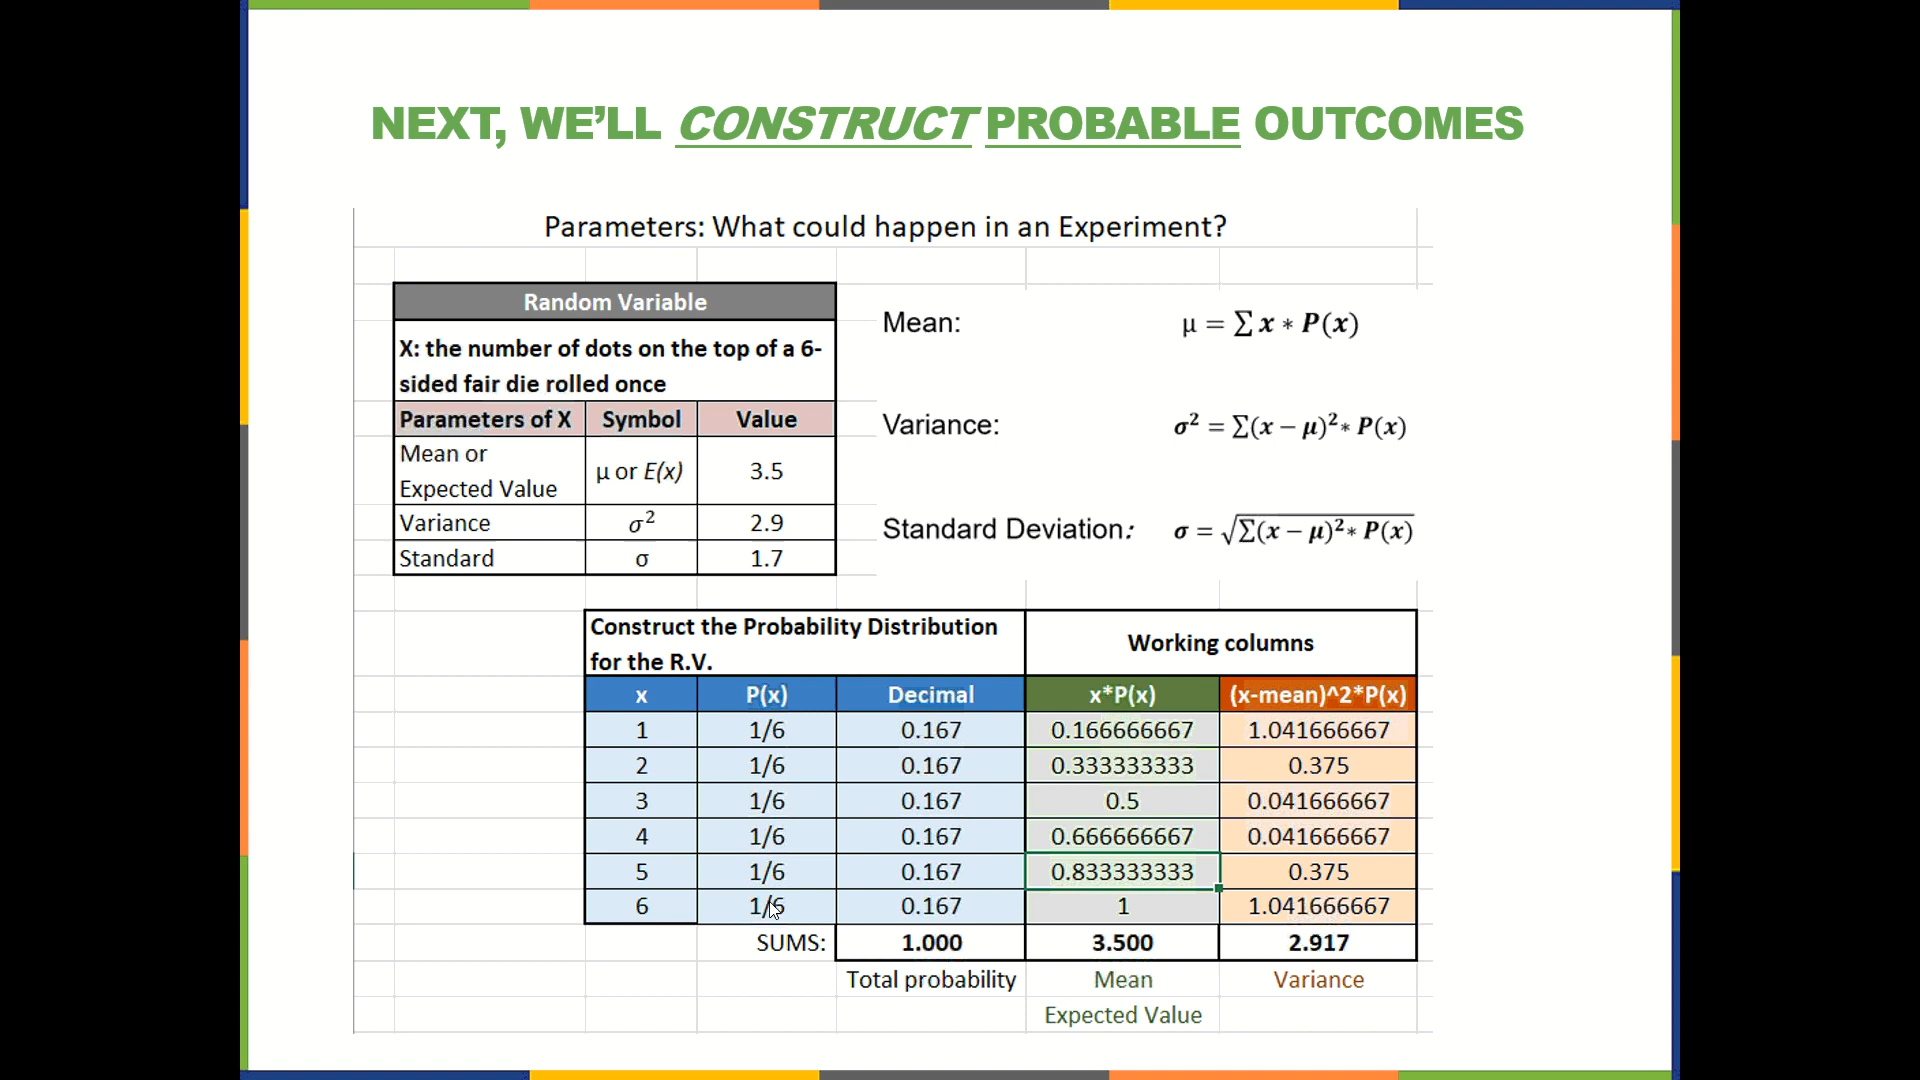 NEXT, WE’LL CONSTRUCT PROBABLE OUTCOMES
Parameters: What could happen in an Experiment?
Random Variable
X: the number of dots on the top of a 6-
sided fair die rolled once
Parameters of X Symbol Value
Mean or
Expected Value μ or E(x) 3.5
Variance σ² 2.9
Standard σ 1.7
Mean: μ = ∑ x * P(x)
Variance: σ² = ∑(x − μ)²* P(x)
Standard Deviation: σ = √∑(x − μ)²* P(x)
Construct the Probability Distribution
for the R.V.
Working columns
x P(x) Decimal x*P(x) (x-mean)^2*P(x)
1 1/6 0.167 0.166666667 1.041666667
2 1/6 0.167 0.333333333 0.375
3 1/6 0.167 0.5 0.041666667
4 1/6 0.167 0.666666667 0.041666667
5 1/6 0.167 0.833333333 0.375
6 1/6 0.167 1 1.041666667
SUMS: 1.000 3.500 2.917
Total probability Mean Variance
Expected Value